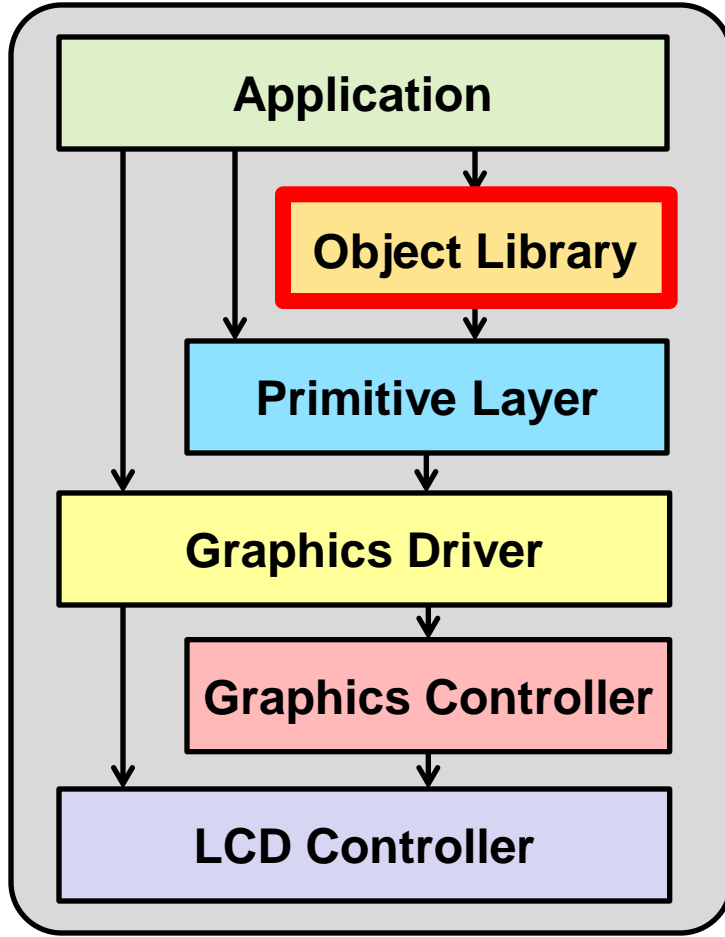 Application
Object Library
Primitive Layer
Graphics Driver
Graphics Controller
LCD Controller